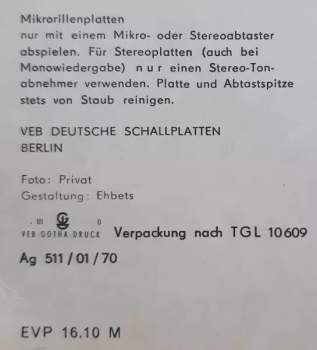 Mikrorillenplatten
nur mit einem Mikro- oder Stereoabtaster
abspielen. Für Stereoplatten (auch bei
Monowiedergabe) nur einen Stereo-Ton-
abnehmer verwenden. Platte und Abtastspitze
stets von Staub reinigen.
VEB DEUTSCHE SCHALLPLATTEN
BERLIN
Foto: Privat
Gestaltung: Ehbets
VEB GOTHA-DRUCK Verpackung nach TGL 10609
Ag 511/01/70
EVP 16.10 M